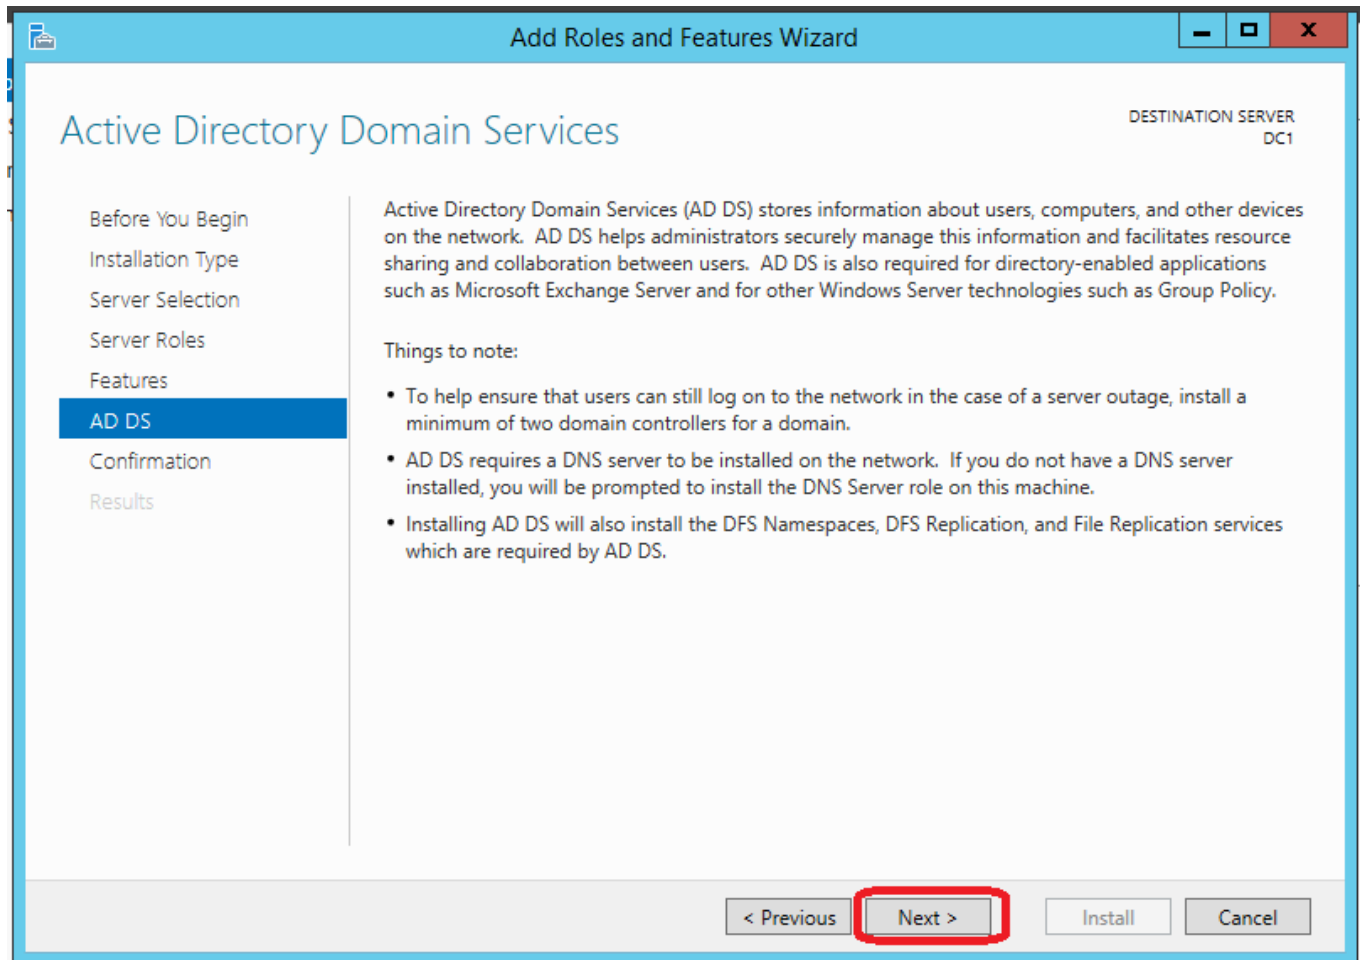 Add Roles and Features Wizard
Active Directory Domain Services
DESTINATION SERVER
DC1
Before You Begin
Installation Type
Server Selection
Server Roles
Features
AD DS
Confirmation
Results
Active Directory Domain Services (AD DS) stores information about users, computers, and other devices
on the network.  AD DS helps administrators securely manage this information and facilitates resource
sharing and collaboration between users.  AD DS is also required for directory-enabled applications
such as Microsoft Exchange Server and for other Windows Server technologies such as Group Policy.
Things to note:
• To help ensure that users can still log on to the network in the case of a server outage, install a
minimum of two domain controllers for a domain.
• AD DS requires a DNS server to be installed on the network.  If you do not have a DNS server
installed, you will be prompted to install the DNS Server role on this machine.
• Installing AD DS will also install the DFS Namespaces, DFS Replication, and File Replication services
which are required by AD DS.
< Previous
Next >
Install
Cancel